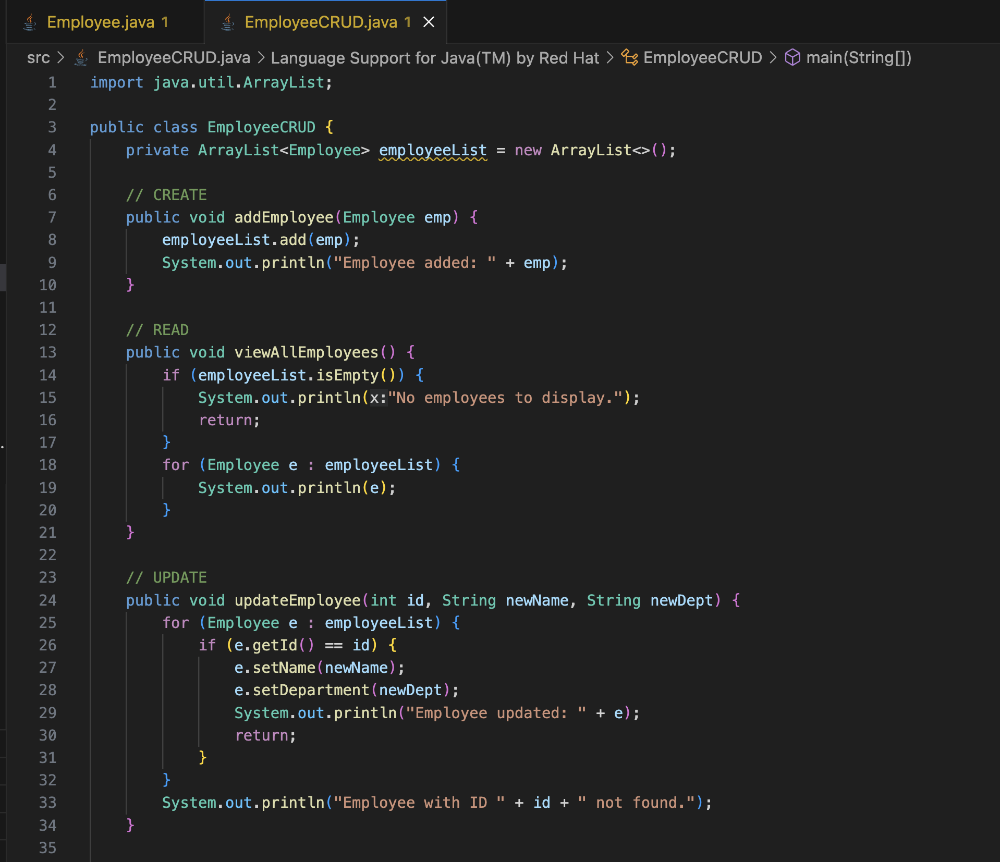 Employee.java 1
EmployeeCRUD.java 1
src > EmployeeCRUD.java > Language Support for Java(TM) by Red Hat > EmployeeCRUD > main(String[])
1 import java.util.ArrayList;
2
3 public class EmployeeCRUD {
4     private ArrayList<Employee> employeeList = new ArrayList<>();
5
6     // CREATE
7     public void addEmployee(Employee emp) {
8         employeeList.add(emp);
9         System.out.println("Employee added: " + emp);
10     }
11
12     // READ
13     public void viewAllEmployees() {
14         if (employeeList.isEmpty()) {
15             System.out.println(x:"No employees to display.");
16             return;
17         }
18         for (Employee e : employeeList) {
19             System.out.println(e);
20         }
21     }
22
23     // UPDATE
24     public void updateEmployee(int id, String newName, String newDept) {
25         for (Employee e : employeeList) {
26             if (e.getId() == id) {
27                 e.setName(newName);
28                 e.setDepartment(newDept);
29                 System.out.println("Employee updated: " + e);
30                 return;
31             }
32         }
33         System.out.println("Employee with ID " + id + " not found.");
34     }
35